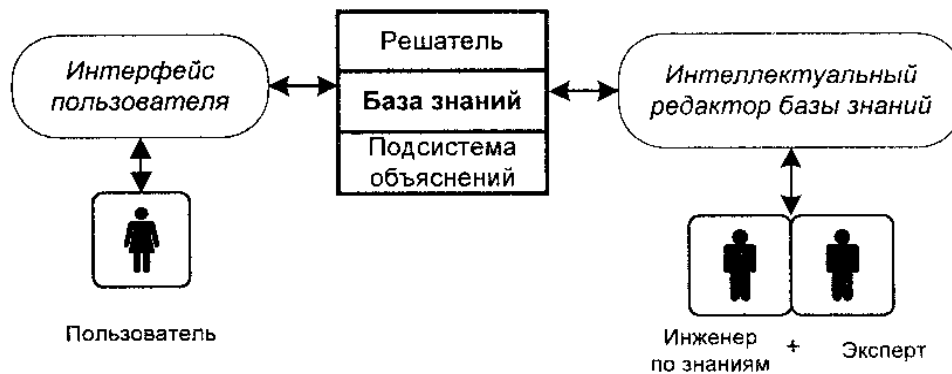 Решатель
Интерфейс
пользователя
База знаний
Интеллектуальный
редактор базы знаний
Подсистема
объяснений
Пользователь
Инженер
по знаниям
+
Эксперт